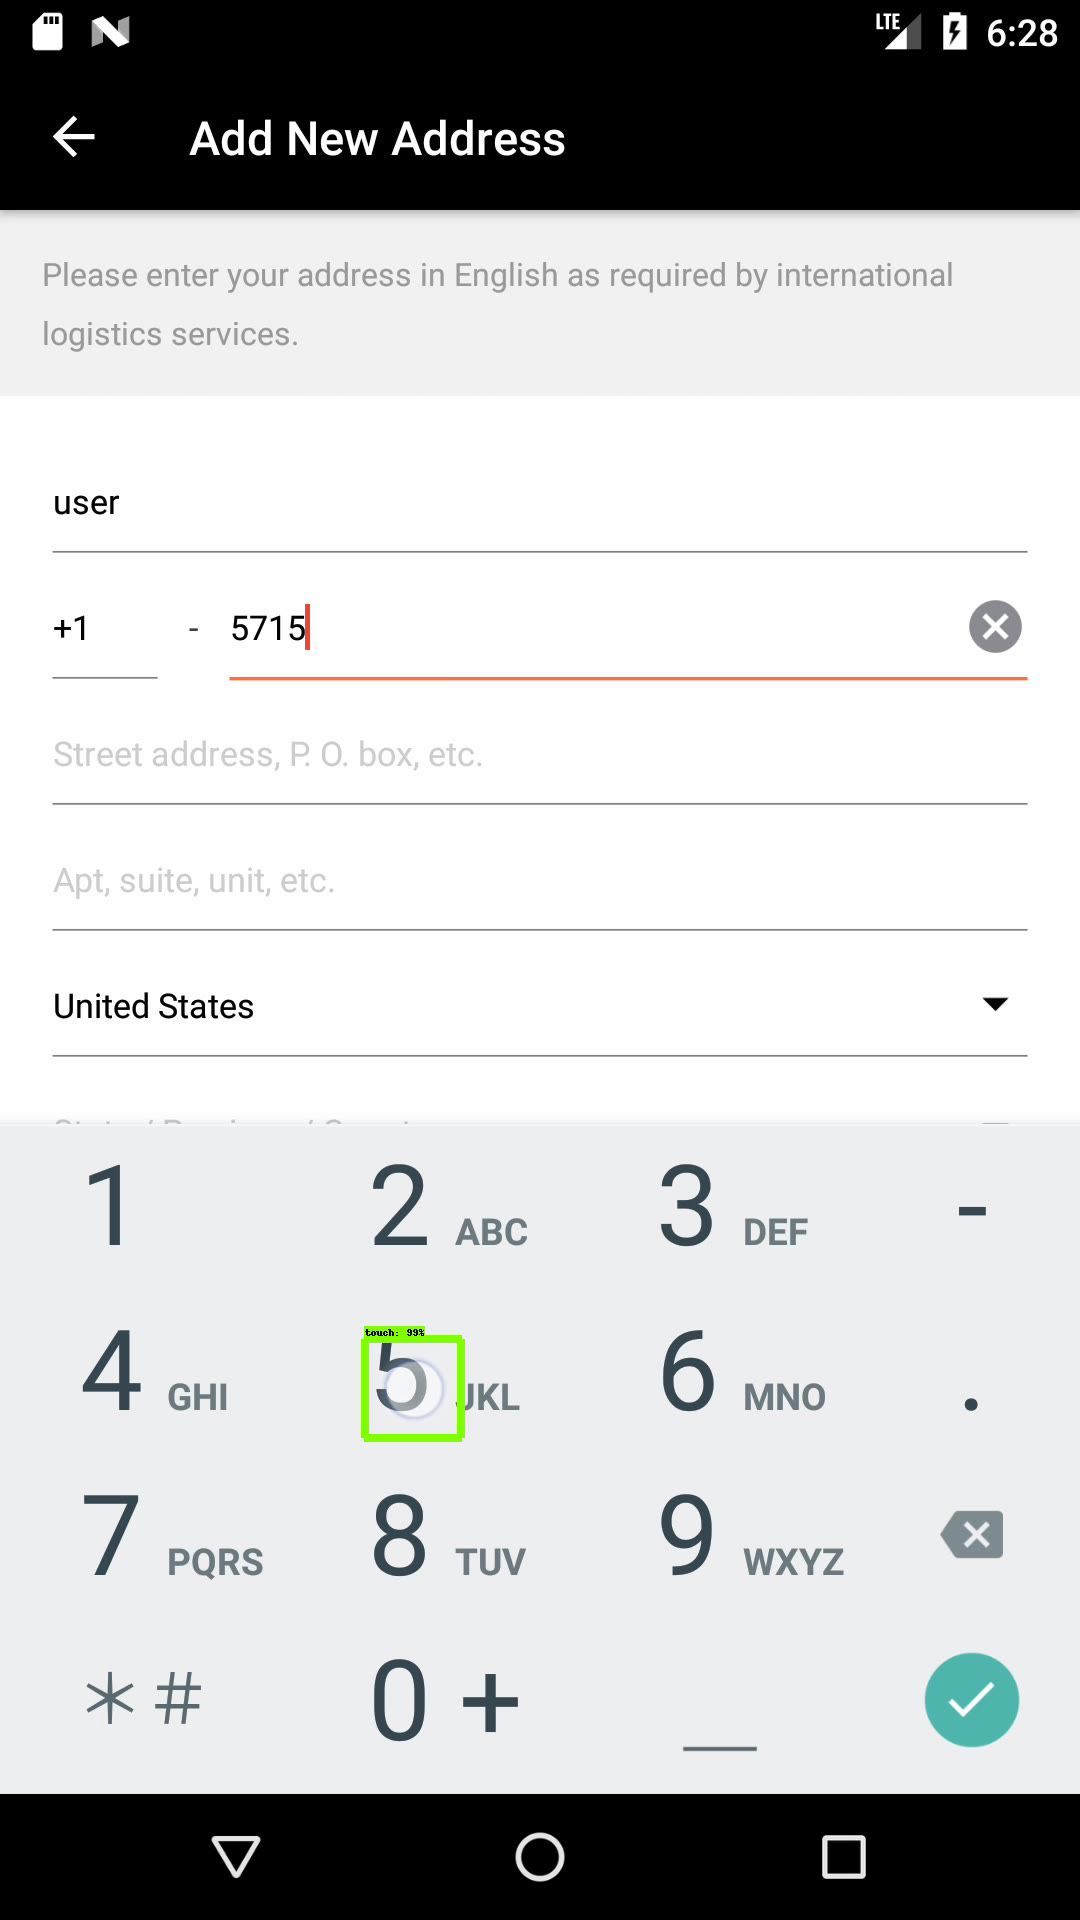 LTE 6:28
Add New Address
Please enter your address in English as required by international
logistics services.
user
+1 - 5715
Street address, P. O. box, etc.
Apt, suite, unit, etc.
United States
1 2 ABC 3 DEF -
touch: 99%
4 GHI 5 JKL 6 MNO .
7 PQRS 8 TUV 9 WXYZ
*# 0 + _